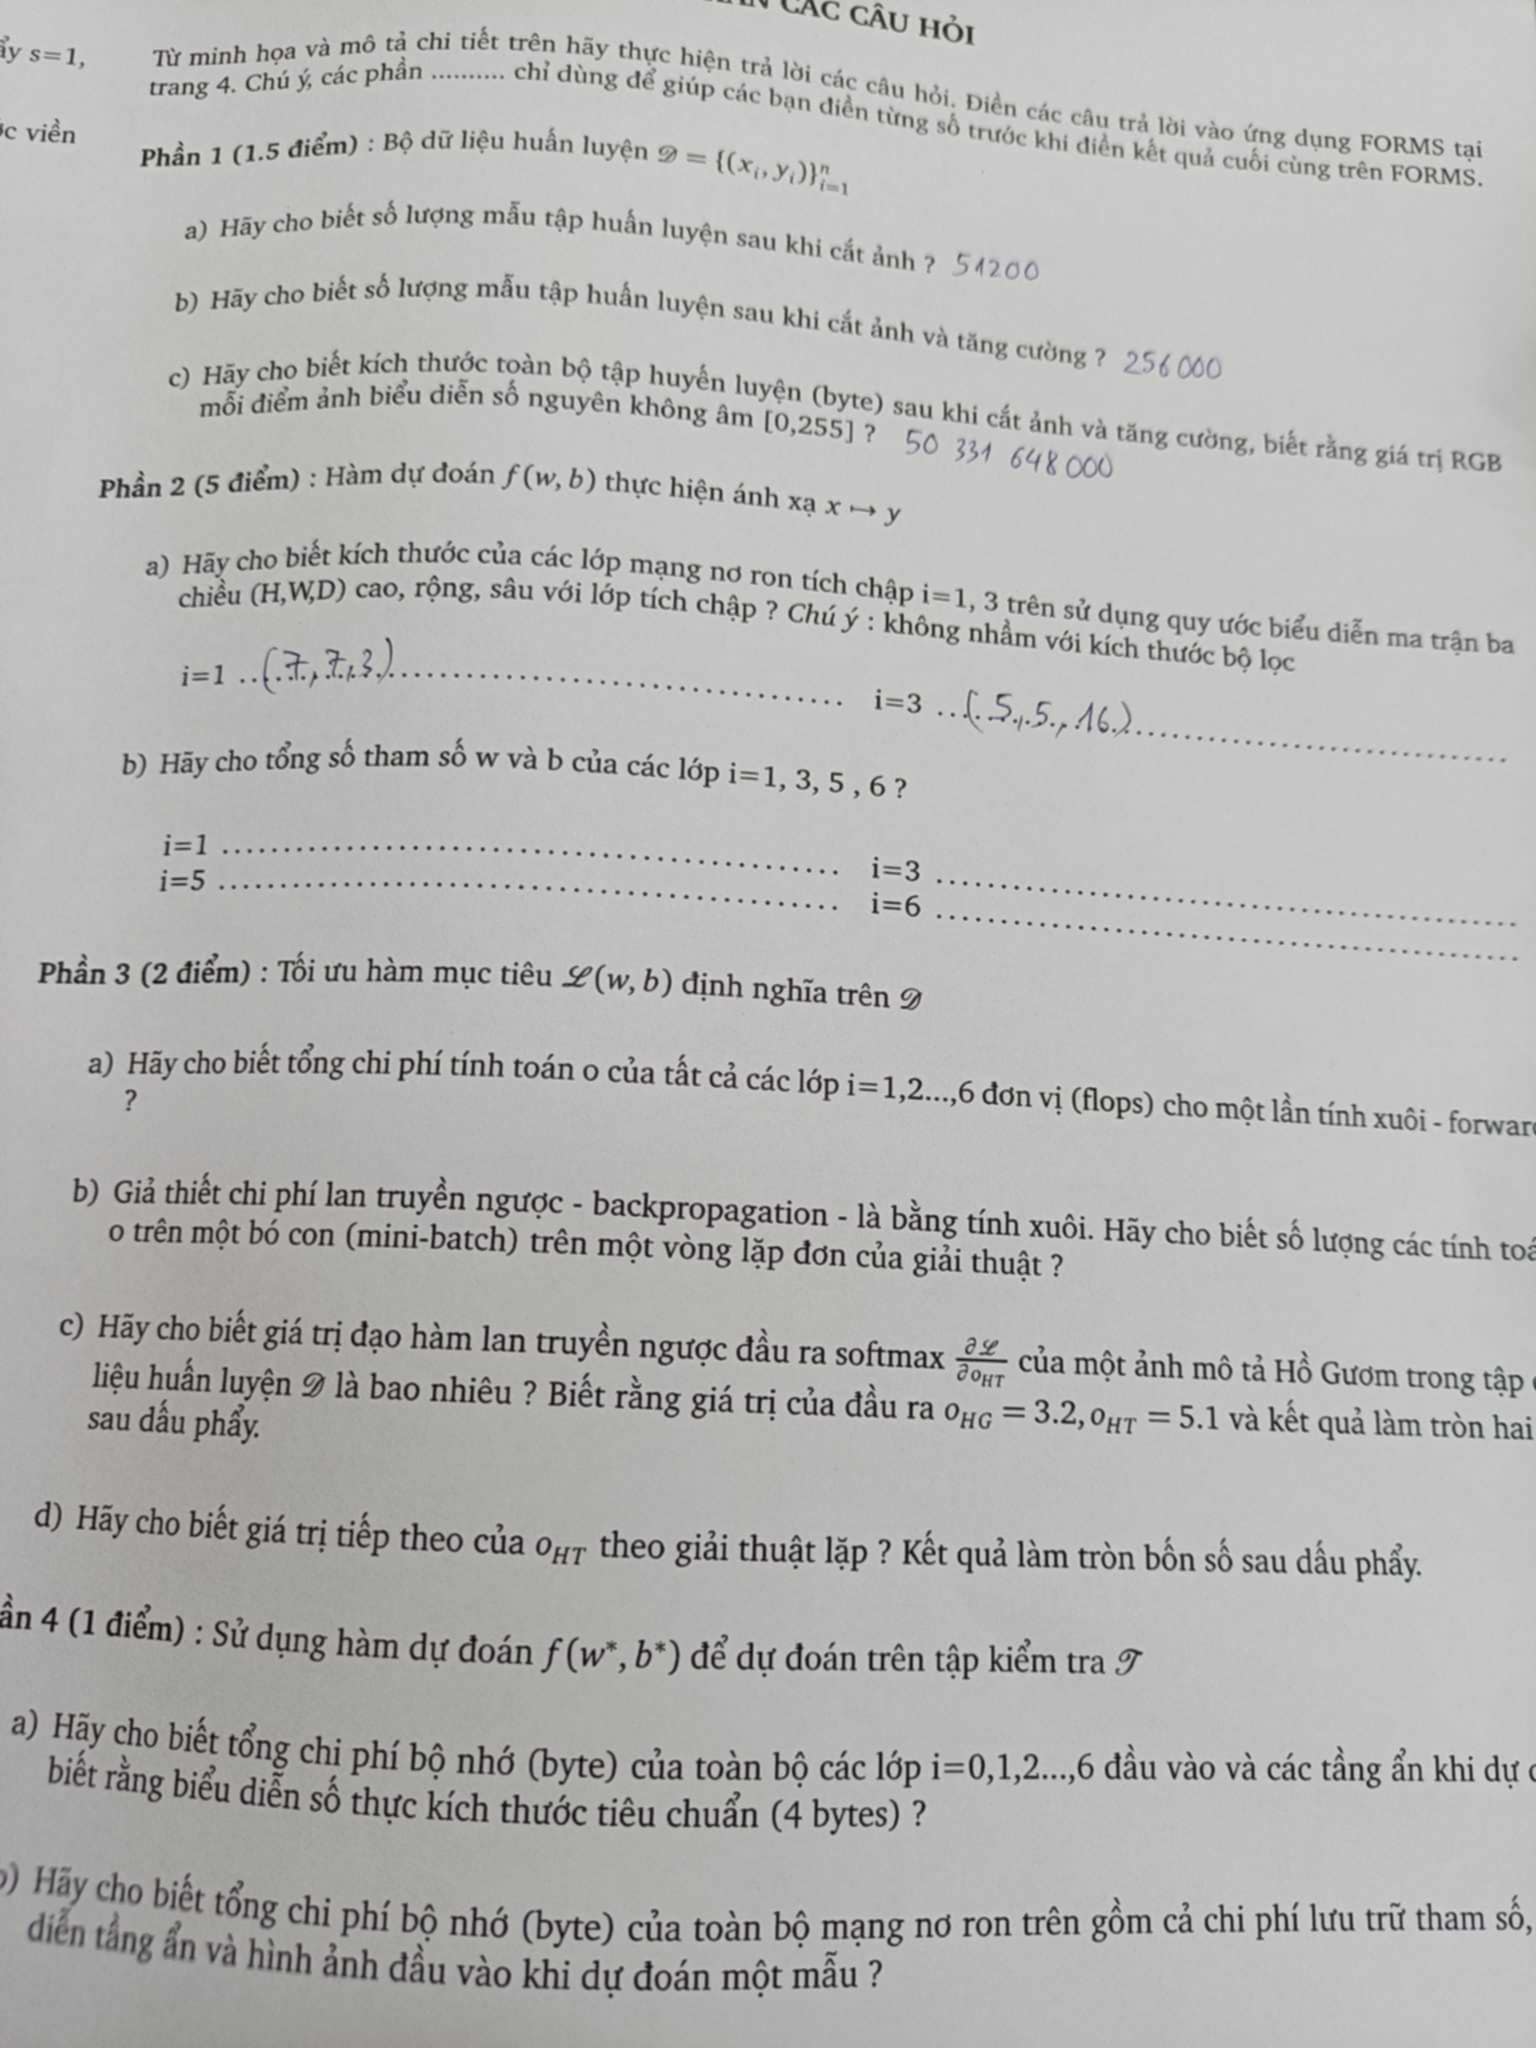 CÁC CÂU HỎI
ẩy s=1,
Từ minh họa và mô tả chi tiết trên hãy thực hiện trả lời các câu hỏi. Điền các câu trả lời vào ứng dụng FORMS tại
trang 4. Chú ý, các phần .......... chỉ dùng để giúp các bạn điền từng số trước khi điền kết quả cuối cùng trên FORMS.
viền
Phần 1 (1.5 điểm) : Bộ dữ liệu huấn luyện 𝒟 = {(xᵢ, yᵢ)}ⁿᵢ₌₁
a) Hãy cho biết số lượng mẫu tập huấn luyện sau khi cắt ảnh ? 51200
b) Hãy cho biết số lượng mẫu tập huấn luyện sau khi cắt ảnh và tăng cường ? 256000
c) Hãy cho biết kích thước toàn bộ tập huyến luyện (byte) sau khi cắt ảnh và tăng cường, biết rằng giá trị RGB
mỗi điểm ảnh biểu diễn số nguyên không âm [0,255] ? 50 331 648 000
Phần 2 (5 điểm) : Hàm dự đoán f(w, b) thực hiện ánh xạ x ↦ y
a) Hãy cho biết kích thước của các lớp mạng nơ ron tích chập i=1, 3 trên sử dụng quy ước biểu diễn ma trận ba
chiều (H,W,D) cao, rộng, sâu với lớp tích chập ? Chú ý : không nhầm với kích thước bộ lọc
i=1 ..(7, 7, 3).......... i=3 ...(5, 5, 16)..........
b) Hãy cho tổng số tham số w và b của các lớp i=1, 3, 5 , 6 ?
i=1 .......... i=3 ..........
i=5 .......... i=6 ..........
Phần 3 (2 điểm) : Tối ưu hàm mục tiêu ℒ(w, b) định nghĩa trên 𝒟
a) Hãy cho biết tổng chi phí tính toán o của tất cả các lớp i=1,2...,6 đơn vị (flops) cho một lần tính xuôi - forwar
?
b) Giả thiết chi phí lan truyền ngược - backpropagation - là bằng tính xuôi. Hãy cho biết số lượng các tính toá
o trên một bó con (mini-batch) trên một vòng lặp đơn của giải thuật ?
c) Hãy cho biết giá trị đạo hàm lan truyền ngược đầu ra softmax ∂ℒ/∂o_HT của một ảnh mô tả Hồ Gươm trong tập
liệu huấn luyện 𝒟 là bao nhiêu ? Biết rằng giá trị của đầu ra o_HG = 3.2, o_HT = 5.1 và kết quả làm tròn hai
sau dấu phẩy.
d) Hãy cho biết giá trị tiếp theo của o_HT theo giải thuật lặp ? Kết quả làm tròn bốn số sau dấu phẩy.
ần 4 (1 điểm) : Sử dụng hàm dự đoán f(w*, b*) để dự đoán trên tập kiểm tra 𝒯
a) Hãy cho biết tổng chi phí bộ nhớ (byte) của toàn bộ các lớp i=0,1,2...,6 đầu vào và các tầng ẩn khi dự
biết rằng biểu diễn số thực kích thước tiêu chuẩn (4 bytes) ?
b) Hãy cho biết tổng chi phí bộ nhớ (byte) của toàn bộ mạng nơ ron trên gồm cả chi phí lưu trữ tham số,
diễn tầng ẩn và hình ảnh đầu vào khi dự đoán một mẫu ?